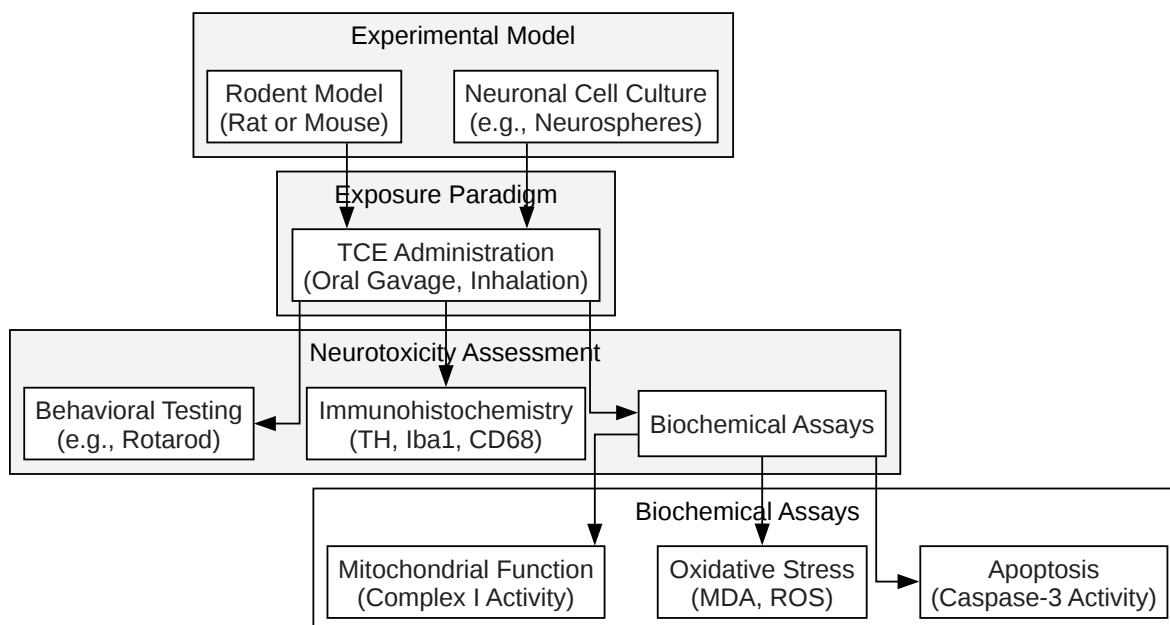 Experimental Model
Rodent Model
(Rat or Mouse)
Neuronal Cell Culture
(e.g., Neurospheres)
Exposure Paradigm
TCE Administration
(Oral Gavage, Inhalation)
Neurotoxicity Assessment
Behavioral Testing
(e.g., Rotarod)
Immunohistochemistry
(TH, Iba1, CD68)
Biochemical Assays
Biochemical Assays
Mitochondrial Function
(Complex I Activity)
Oxidative Stress
(MDA, ROS)
Apoptosis
(Caspase-3 Activity)